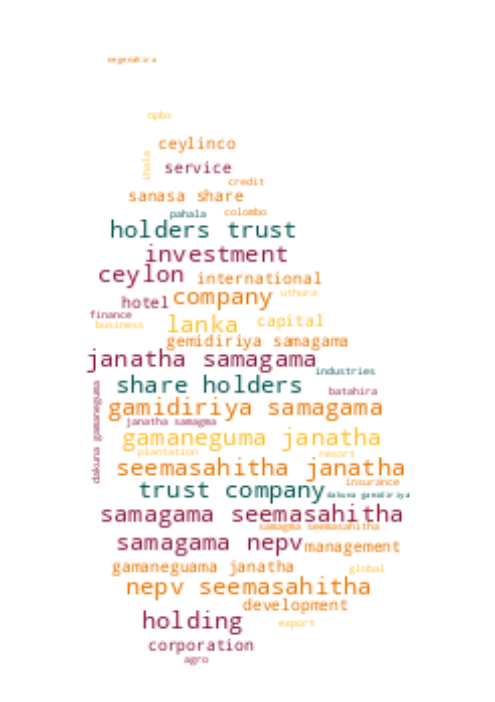 negenahira
npbs
ceylinco
ihala
service
credit
sanasa share
pahala colombo
holders trust
investment
ceylon international
hotel company uthura
finance
business lanka capital
gemidiriya samagama
janatha samagama
industries
share holders batahira
dakuna gamaneguma
gamidiriya samagama
janatha samagma
gamaneguma janatha
plantation resort
seemasahitha janatha
insurance
trust company dakuna gamidiriya
samagama seemasahitha
samagma seemasahitha
samagama nepv management
gamaneguama janatha global
nepv seemasahitha
development
holding export
corporation
agro